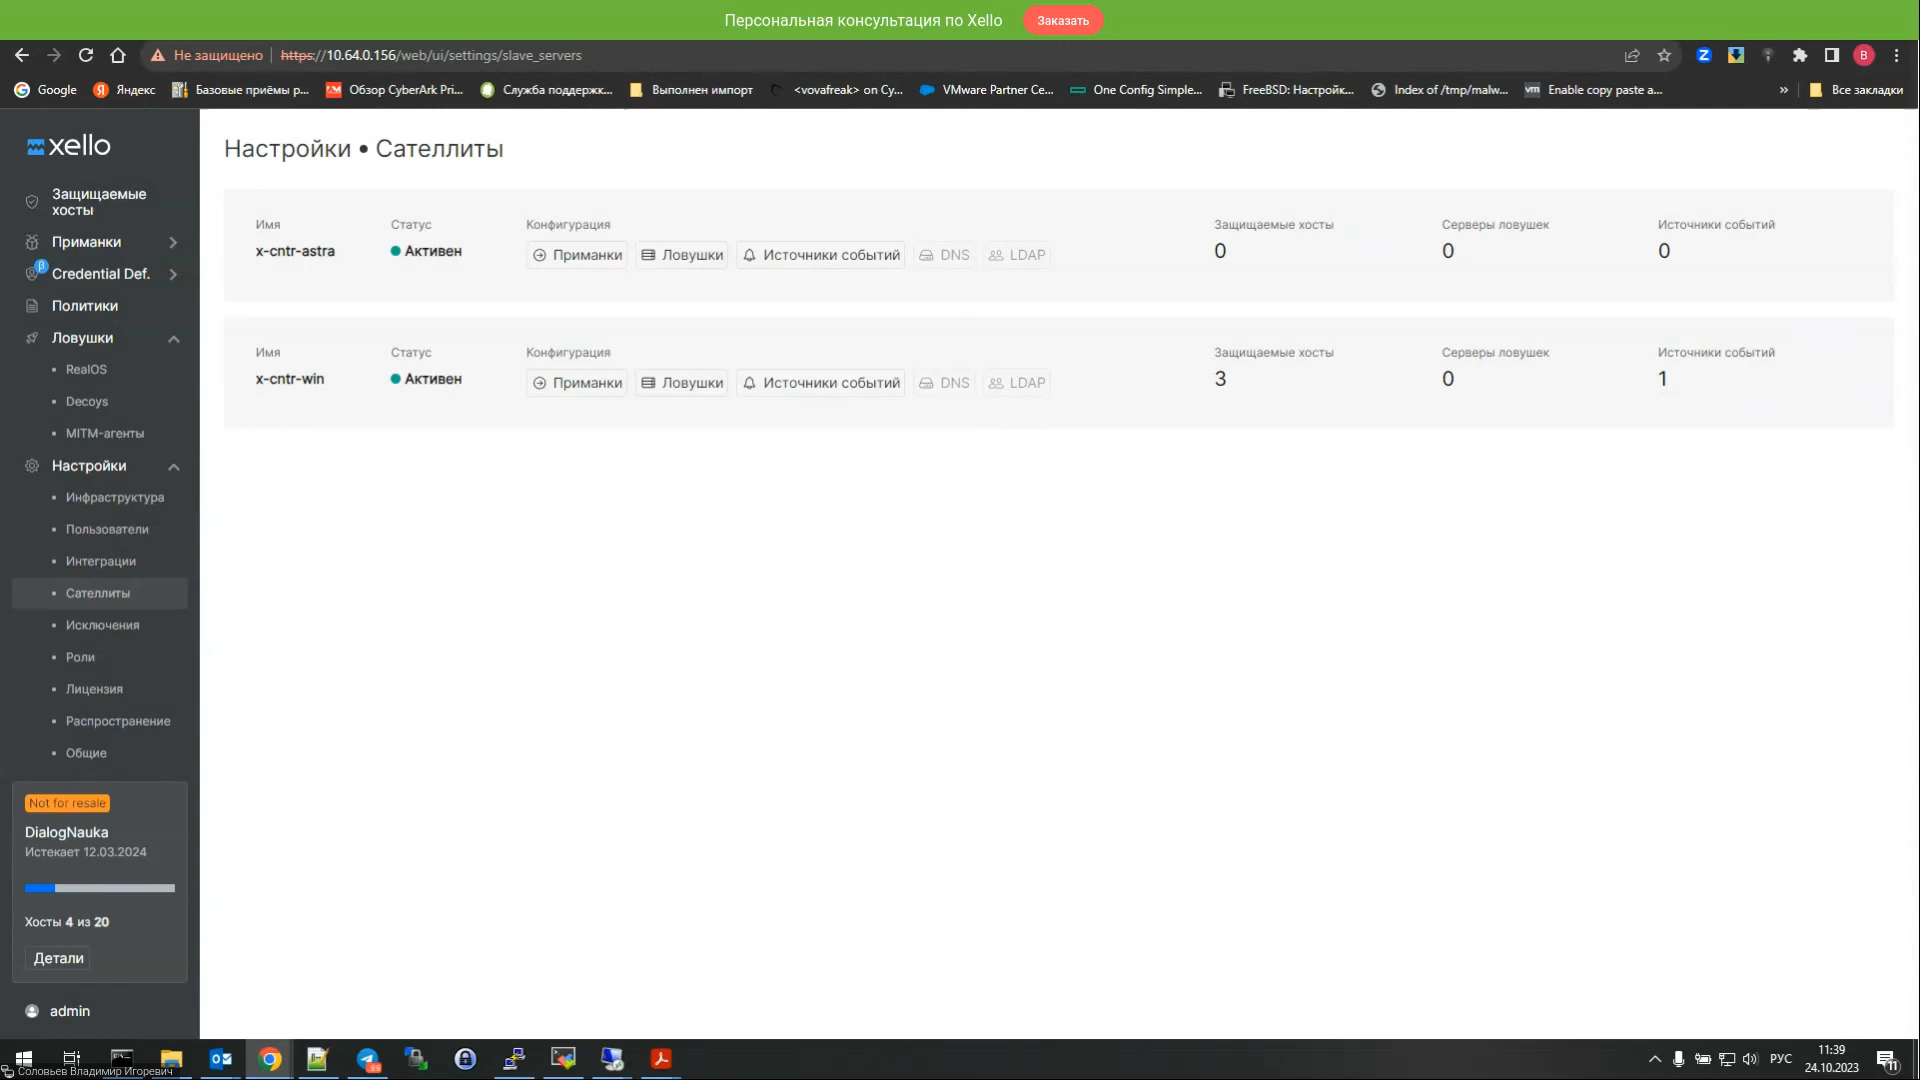 Персональная консультация по Xello Заказать
Не защищено https://10.64.0.156/web/ui/settings/slave_servers
B
Google Яндекс Базовые приёмы р... Обзор CyberArk Pri... Служба поддержк... Выполнен импорт <vovafreak> on Cy... VMware Partner Ce... One Config Simple... FreeBSD: Настройк... Index of /tmp/malw... vm Enable copy paste a... » Все закладки
xello
Защищаемые
хосты
Приманки
β
Credential Def.
Политики
Ловушки
• RealOS
• Decoys
• MITM-агенты
Настройки
• Инфраструктура
• Пользователи
• Интеграции
• Сателлиты
• Исключения
• Роли
• Лицензия
• Распространение
• Общие
Not for resale
DialogNauka
Истекает 12.03.2024
Хосты 4 из 20
Детали
admin
Настройки • Сателлиты
Имя Статус Конфигурация Защищаемые хосты Серверы ловушек Источники событий
x-cntr-astra Активен Приманки Ловушки Источники событий DNS LDAP 0 0 0
Имя Статус Конфигурация Защищаемые хосты Серверы ловушек Источники событий
x-cntr-win Активен Приманки Ловушки Источники событий DNS LDAP 3 0 1
РУС
11:39
24.10.2023
11
Соловьев Владимир Игоревич